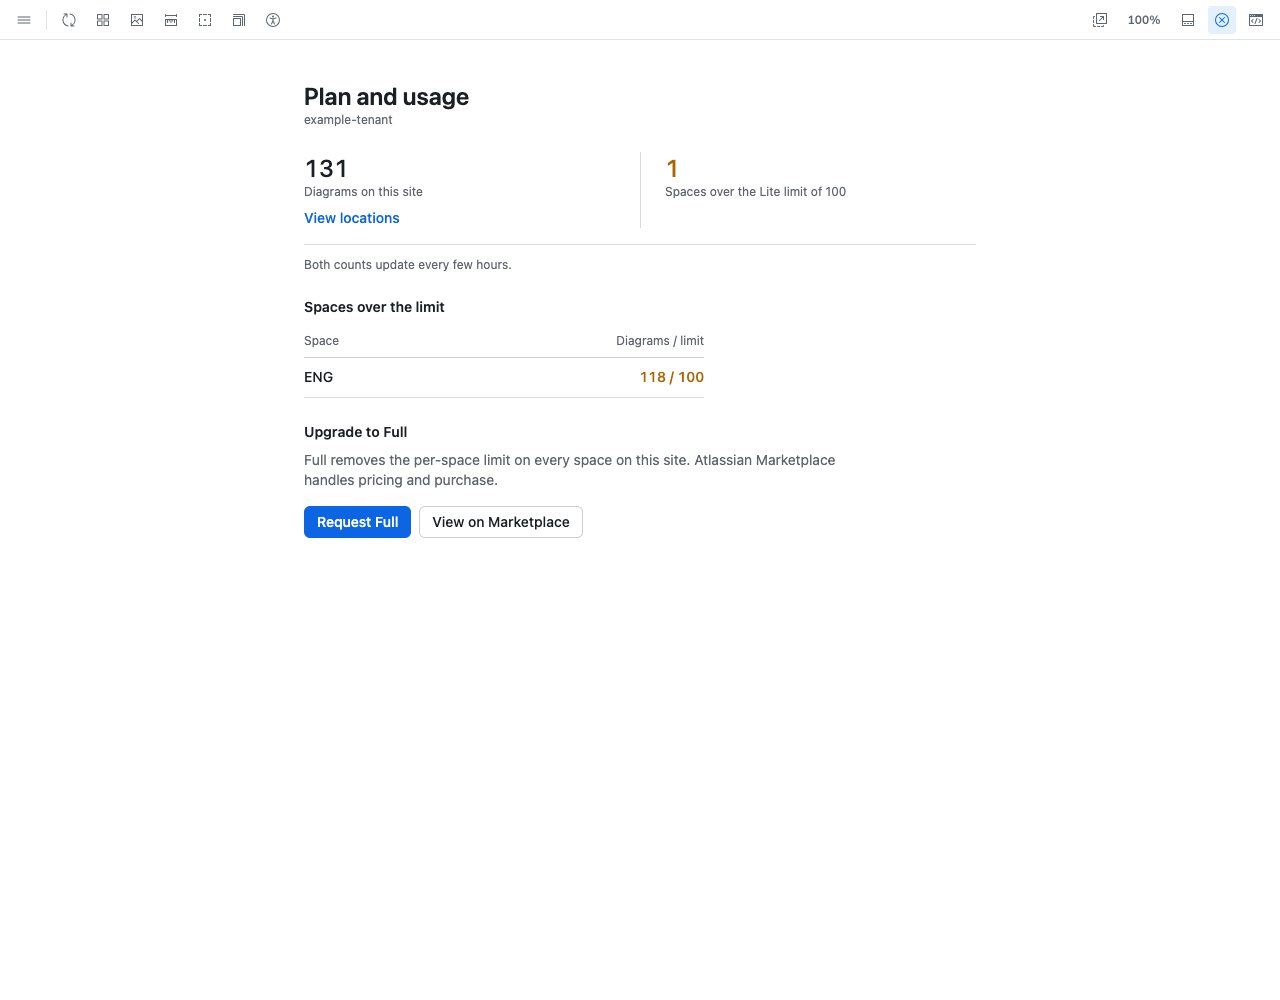 100%
Plan and usage
example-tenant
131
Diagrams on this site
View locations
1
Spaces over the Lite limit of 100
Both counts update every few hours.
Spaces over the limit
Space Diagrams / limit
ENG 118 / 100
Upgrade to Full
Full removes the per-space limit on every space on this site. Atlassian Marketplace
handles pricing and purchase.
Request Full View on Marketplace